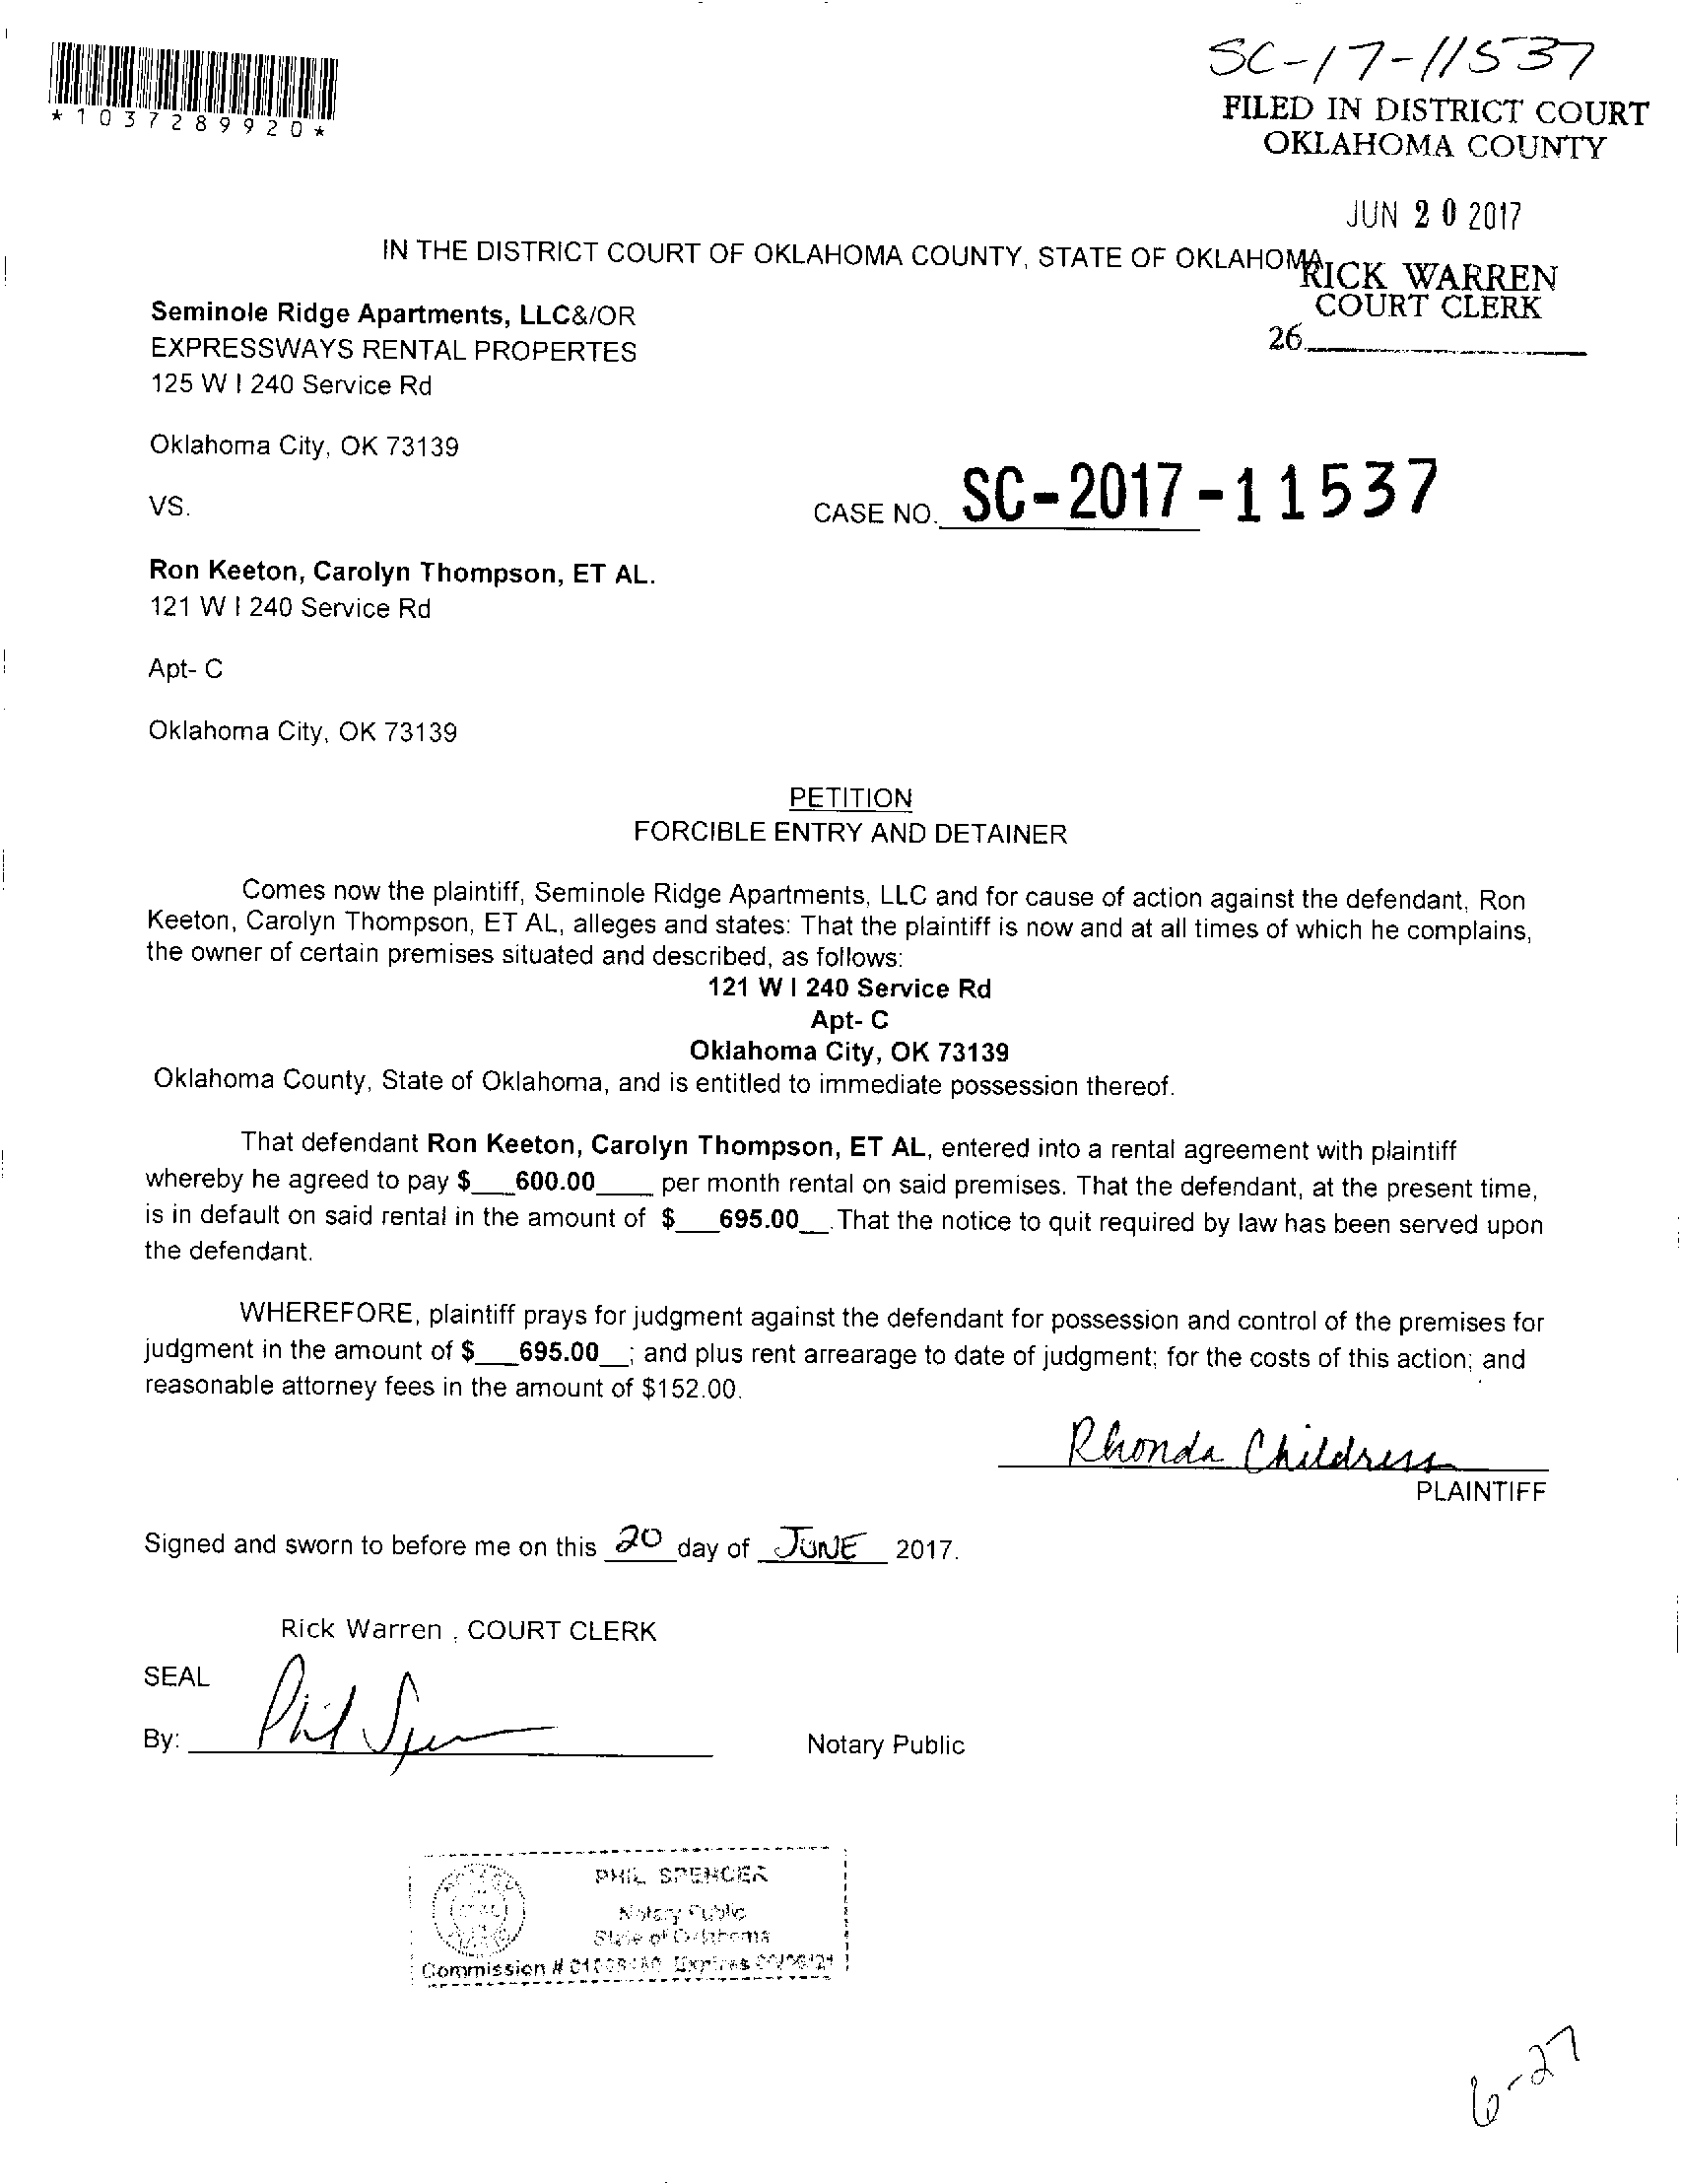 SC-17-11537
*1037289920*
FILED IN DISTRICT COURT
OKLAHOMA COUNTY
JUN 20 2017
IN THE DISTRICT COURT OF OKLAHOMA COUNTY, STATE OF OKLAHOMA
RICK WARREN
COURT CLERK
26
Seminole Ridge Apartments, LLC&/OR
EXPRESSWAYS RENTAL PROPERTES
125 W I 240 Service Rd
Oklahoma City, OK 73139
VS.
CASE NO. SC-2017-11537
Ron Keeton, Carolyn Thompson, ET AL.
121 W I 240 Service Rd
Apt- C
Oklahoma City, OK 73139
PETITION
FORCIBLE ENTRY AND DETAINER
Comes now the plaintiff, Seminole Ridge Apartments, LLC and for cause of action against the defendant, Ron
Keeton, Carolyn Thompson, ET AL, alleges and states: That the plaintiff is now and at all times of which he complains,
the owner of certain premises situated and described, as follows:
121 W I 240 Service Rd
Apt- C
Oklahoma City, OK 73139
Oklahoma County, State of Oklahoma, and is entitled to immediate possession thereof.
That defendant Ron Keeton, Carolyn Thompson, ET AL, entered into a rental agreement with plaintiff
whereby he agreed to pay $___600.00____ per month rental on said premises. That the defendant, at the present time,
is in default on said rental in the amount of $___695.00__.That the notice to quit required by law has been served upon
the defendant.
WHEREFORE, plaintiff prays for judgment against the defendant for possession and control of the premises for
judgment in the amount of $___695.00__; and plus rent arrearage to date of judgment; for the costs of this action; and
reasonable attorney fees in the amount of $152.00.
Rhonda Childress
PLAINTIFF
Signed and sworn to before me on this 20 day of JUNE 2017.
Rick Warren , COURT CLERK
SEAL
By: Phil Spencer
Notary Public
PHIL SPENCER
Notary Public
State of Oklahoma
Commission # Expires
6-27